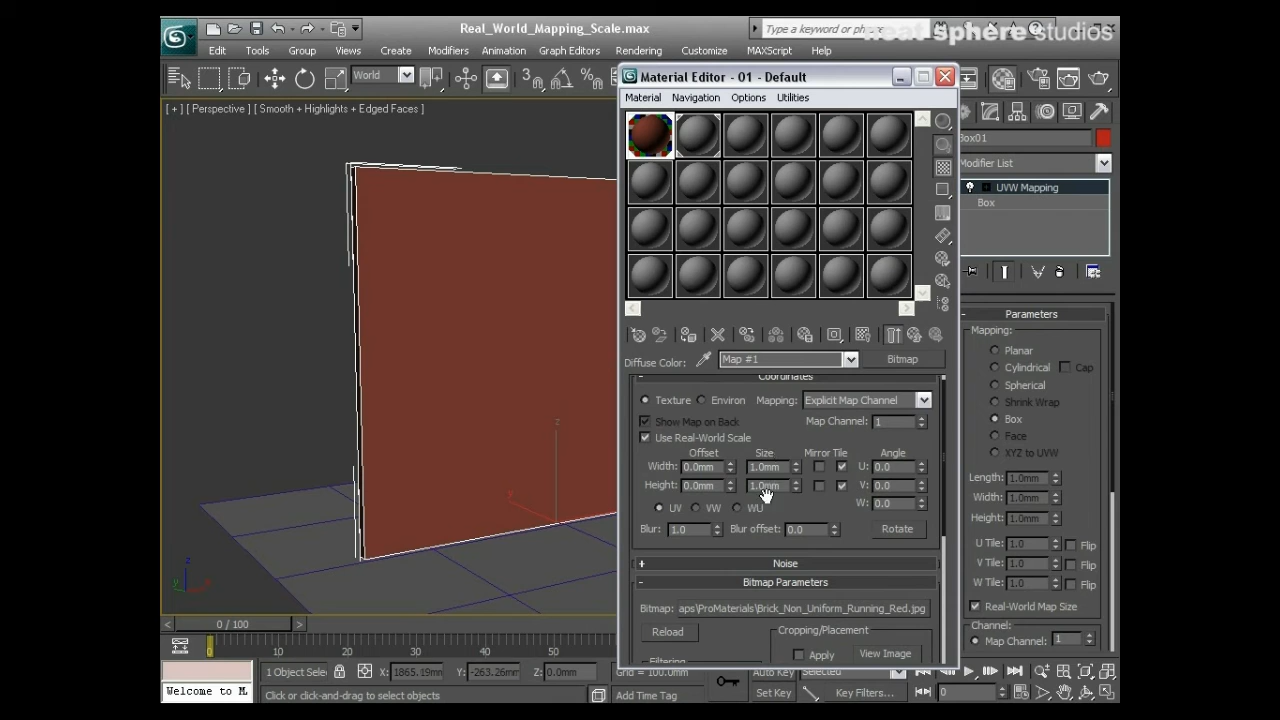 Real_World_Mapping_Scale.max
Type a keyword or phr
neat sphere studios
Edit Tools Group Views Create Modifiers Animation Graph Editors Rendering Customize MAXScript Help
World
3
%
Material Editor - 01 - Default
Material Navigation Options Utilities
[ + ] [ Perspective ] [ Smooth + Highlights + Edged Faces ]
Box01
Modifier List
UVW Mapping
Box
Diffuse Color: Map #1 Bitmap
Coordinates
Texture Environ Mapping: Explicit Map Channel
Show Map on Back Map Channel: 1
Use Real-World Scale
Offset Size Mirror Tile Angle
Width: 0.0mm 1.0mm U: 0.0
Height: 0.0mm 1.0mm V: 0.0
W: 0.0
UV VW WU
Blur: 1.0 Blur offset: 0.0 Rotate
+ Noise
- Bitmap Parameters
Bitmap: aps\ProMaterials\Brick_Non_Uniform_Running_Red.jpg
Reload Cropping/Placement
Apply View Image
Filtering
- Parameters
Mapping:
Planar
Cylindrical Cap
Spherical
Shrink Wrap
Box
Face
XYZ to UVW
Length: 1.0mm
Width: 1.0mm
Height: 1.0mm
U Tile: 1.0 Flip
V Tile: 1.0 Flip
W Tile: 1.0 Flip
Real-World Map Size
Channel:
Map Channel: 1
z
y
z
y
x
< 0 / 100 >
0 10 20 30 40 50
1 Object Sele X: 1865.19mm Y: -263.26mm Z: 0.0mm Grid = 100.0mm Auto Key Selected
Welcome to M Click or click-and-drag to select objects Add Time Tag Set Key Key Filters... 0